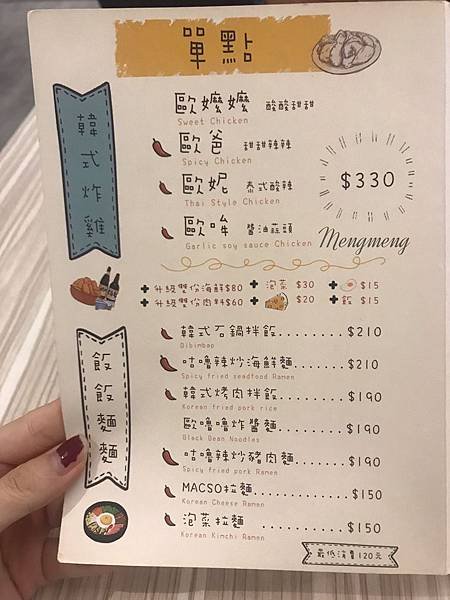 單點
韓式炸雞
歐嬤嬤 酸酸甜甜
Sweet Chicken
歐爸 甜甜辣辣
Spicy Chicken
歐妮 泰式酸辣
Thai Style Chicken
歐哞 醬油蒜頭
Garlic soy sauce Chicken
$330
Mengmeng
+升級雙份海鮮$80 +泡菜 $30 + $15
+升級雙份肉料$60 + $20 +飯 $15
飯飯麵麵
韓式石鍋拌飯.........$210
Bibimbap
咕嚕辣炒海鮮麵........$210
Spicy fried seadfood Ramen
韓式烤肉拌飯.........$190
Korean fried pork rice
歐嚕嚕炸醬麵.........$190
Black Bean Noodles
咕嚕辣炒豬肉麵........$190
Spicy fried pork Ramen
MACSO拉麵.............$150
Korean Cheese Ramen
泡菜拉麵 ...........$150
Korean Kimchi Ramen
最低消費120元